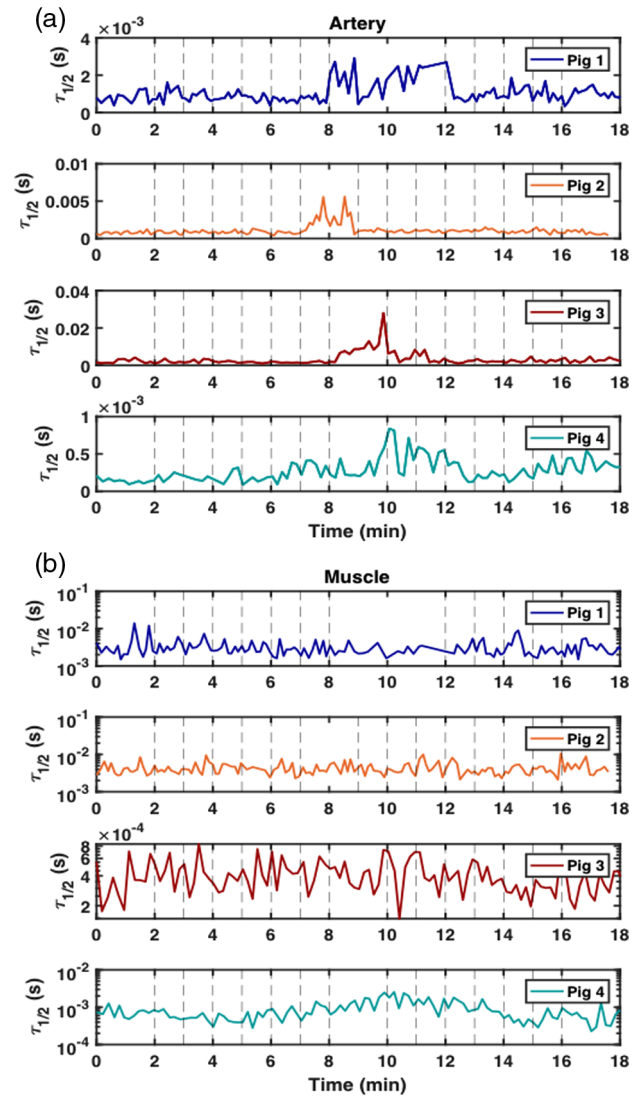 (a)
Artery
×10⁻³
4
2
0
τ1/2 (s)
Pig 1
0 2 4 6 8 10 12 14 16 18
0.01
0.005
0
τ1/2 (s)
Pig 2
0 2 4 6 8 10 12 14 16 18
0.04
0.02
0
τ1/2 (s)
Pig 3
0 2 4 6 8 10 12 14 16 18
×10⁻³
1
0.5
0
τ1/2 (s)
Pig 4
0 2 4 6 8 10 12 14 16 18
Time (min)
(b)
Muscle
10⁻¹
10⁻²
10⁻³
τ1/2 (s)
Pig 1
0 2 4 6 8 10 12 14 16 18
10⁻¹
10⁻²
10⁻³
τ1/2 (s)
Pig 2
0 2 4 6 8 10 12 14 16 18
×10⁻⁴
8
6
4
2
τ1/2 (s)
Pig 3
0 2 4 6 8 10 12 14 16 18
10⁻²
10⁻³
10⁻⁴
τ1/2 (s)
Pig 4
0 2 4 6 8 10 12 14 16 18
Time (min)